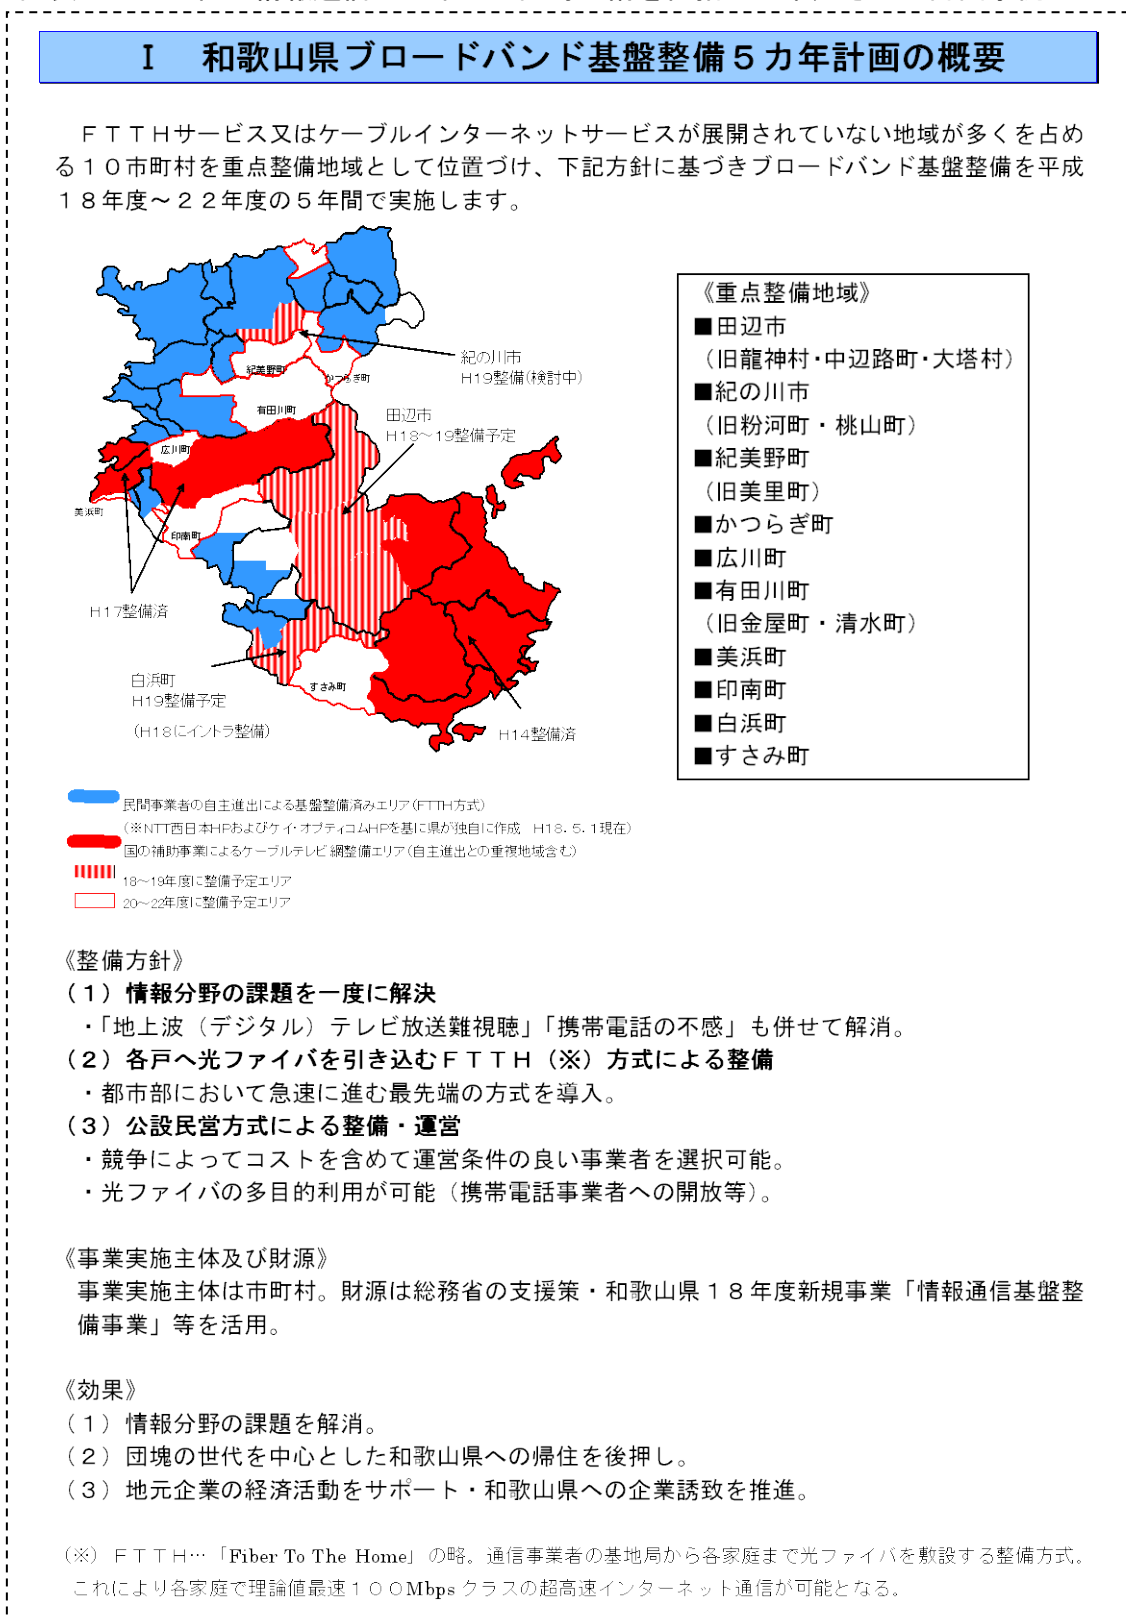 Ⅰ　和歌山県ブロードバンド基盤整備５カ年計画の概要
ＦＴＴＨサービス又はケーブルインターネットサービスが展開されていない地域が多くを占め
る１０市町村を重点整備地域として位置づけ、下記方針に基づきブロードバンド基盤整備を平成
１８年度～２２年度の５年間で実施します。
《重点整備地域》
■田辺市
（旧龍神村・中辺路町・大塔村）
■紀の川市
（旧粉河町・桃山町）
■紀美野町
（旧美里町）
■かつらぎ町
■広川町
■有田川町
（旧金屋町・清水町）
■美浜町
■印南町
■白浜町
■すさみ町
紀の川市
H19整備(検討中)
紀美野町
かつらぎ町
有田川町
田辺市
H18～19整備予定
広川町
美浜町
印南町
H17整備済
白浜町
H19整備予定
（H18にイントラ整備）
すさみ町
H14整備済
民間事業者の自主進出による基盤整備済みエリア(FTTH方式)
(※NTT西日本HPおよびケイ・オプティコムHPを基に県が独自に作成　H18．5．1現在)
国の補助事業によるケーブルテレビ網整備エリア(自主進出との重複地域含む)
18～19年度に整備予定エリア
20～22年度に整備予定エリア
《整備方針》
（１）情報分野の課題を一度に解決
・「地上波（デジタル）テレビ放送難視聴」「携帯電話の不感」も併せて解消。
（２）各戸へ光ファイバを引き込むＦＴＴＨ（※）方式による整備
・都市部において急速に進む最先端の方式を導入。
（３）公設民営方式による整備・運営
・競争によってコストを含めて運営条件の良い事業者を選択可能。
・光ファイバの多目的利用が可能（携帯電話事業者への開放等）。
《事業実施主体及び財源》
事業実施主体は市町村。財源は総務省の支援策・和歌山県１８年度新規事業「情報通信基盤整
備事業」等を活用。
《効果》
（１）情報分野の課題を解消。
（２）団塊の世代を中心とした和歌山県への帰住を後押し。
（３）地元企業の経済活動をサポート・和歌山県への企業誘致を推進。
（※）ＦＴＴＨ…「Fiber To The Home」の略。通信事業者の基地局から各家庭まで光ファイバを敷設する整備方式。
これにより各家庭で理論値最速１００Mbps クラスの超高速インターネット通信が可能となる。